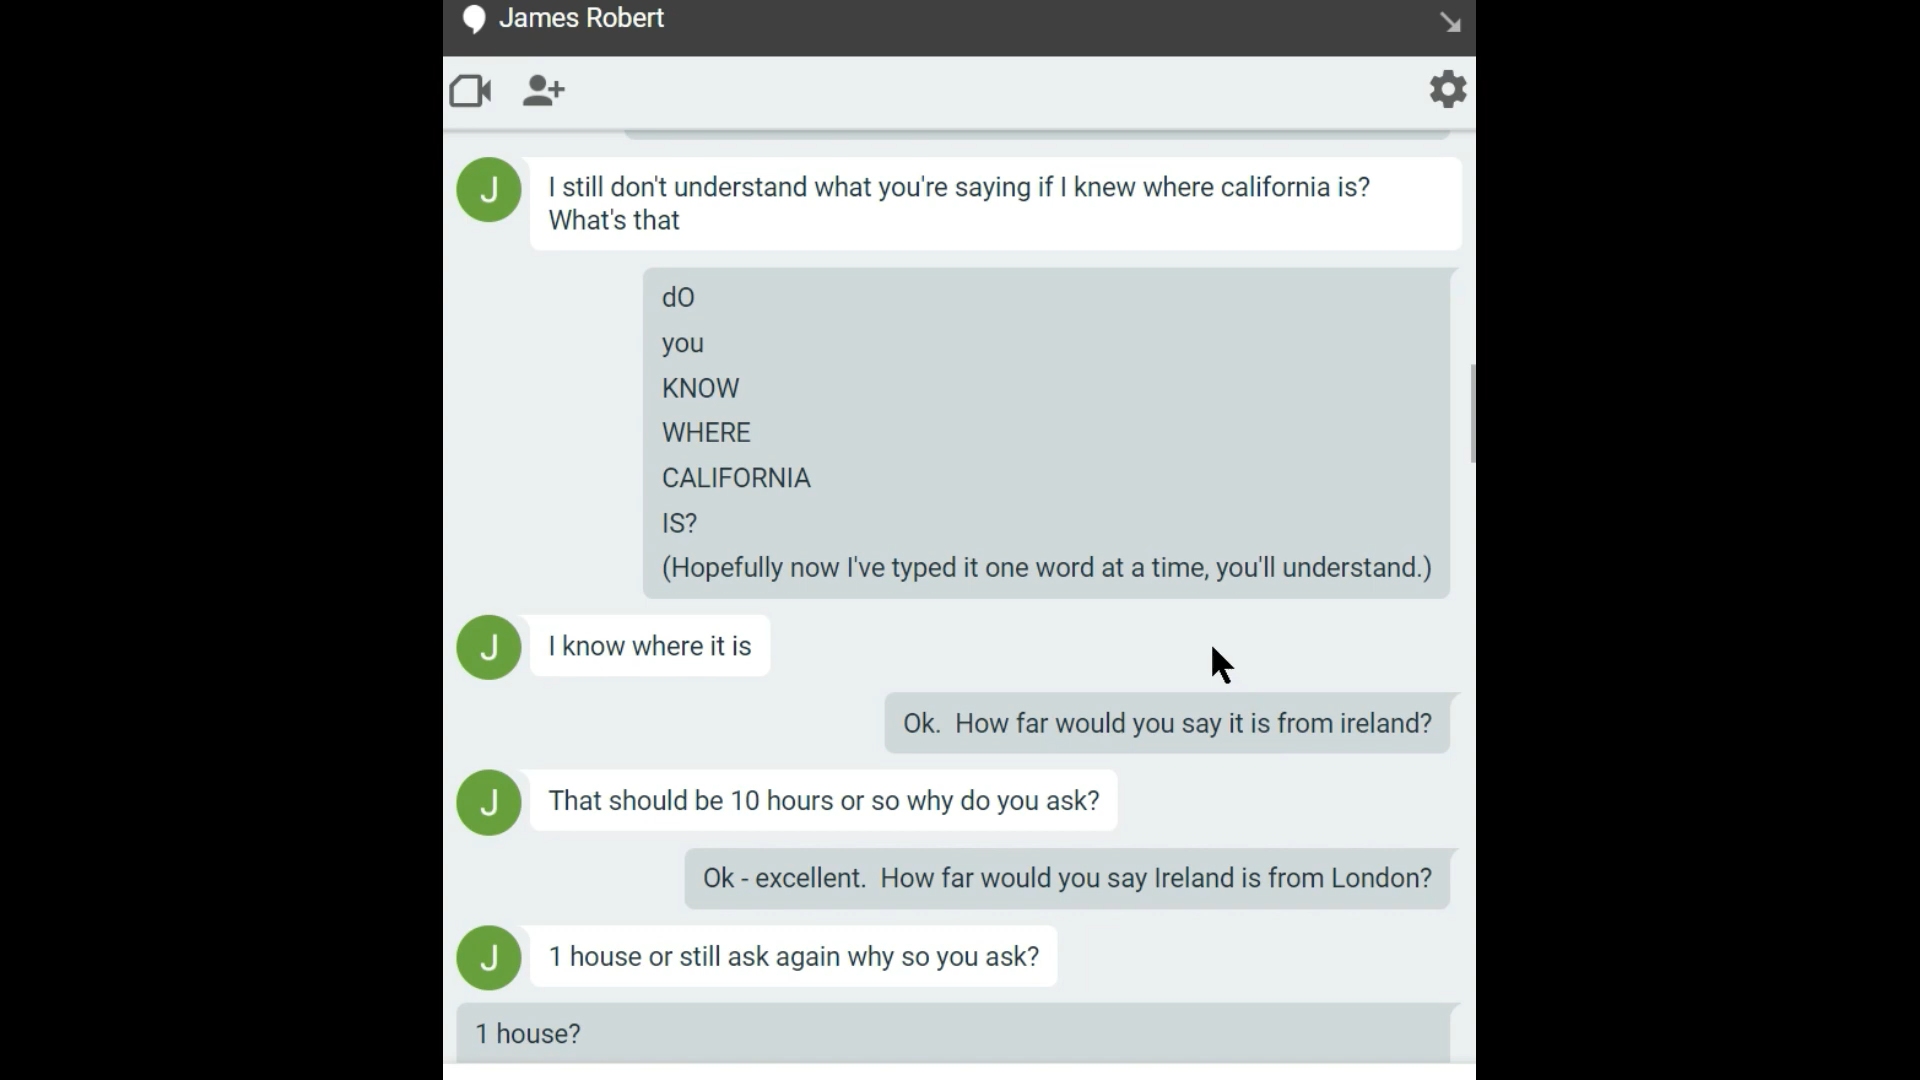 James Robert
J
I still don't understand what you're saying if I knew where california is?
What's that
dO
you
KNOW
WHERE
CALIFORNIA
IS?
(Hopefully now I've typed it one word at a time, you'll understand.)
J
I know where it is
Ok.  How far would you say it is from ireland?
J
That should be 10 hours or so why do you ask?
Ok - excellent.  How far would you say Ireland is from London?
J
1 house or still ask again why so you ask?
1 house?